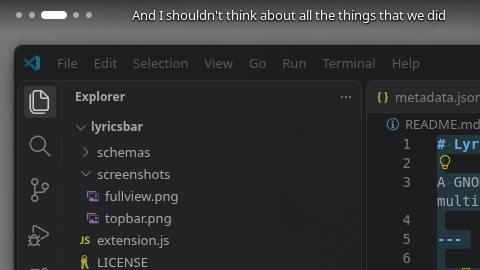 And I shouldn't think about all the things that we did
File Edit Selection View Go Run Terminal Help
Explorer ···
{} metadata.json
lyricsbar
README.md
schemas
screenshots
fullview.png
topbar.png
JS extension.js
LICENSE
1 # Lyr
2
3 A GNO
multi
4
5 ---
6